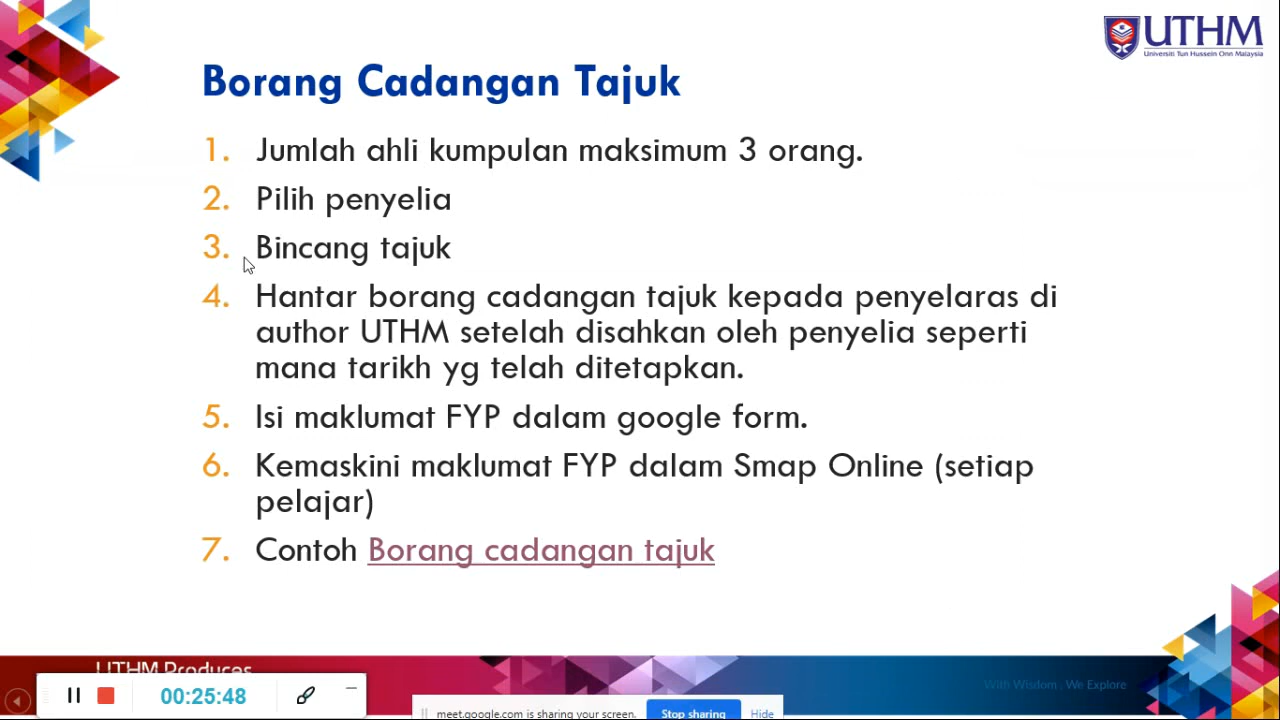 UTHM
Universiti Tun Hussein Onn Malaysia
Borang Cadangan Tajuk
1. Jumlah ahli kumpulan maksimum 3 orang.
2. Pilih penyelia
3. Bincang tajuk
4. Hantar borang cadangan tajuk kepada penyelaras di
author UTHM setelah disahkan oleh penyelia seperti
mana tarikh yg telah ditetapkan.
5. Isi maklumat FYP dalam google form.
6. Kemaskini maklumat FYP dalam Smap Online (setiap
pelajar)
7. Contoh Borang cadangan tajuk
UTHM Produces
With Wisdom , We Explore
00:25:48
meet.google.com is sharing your screen.
Stop sharing
Hide